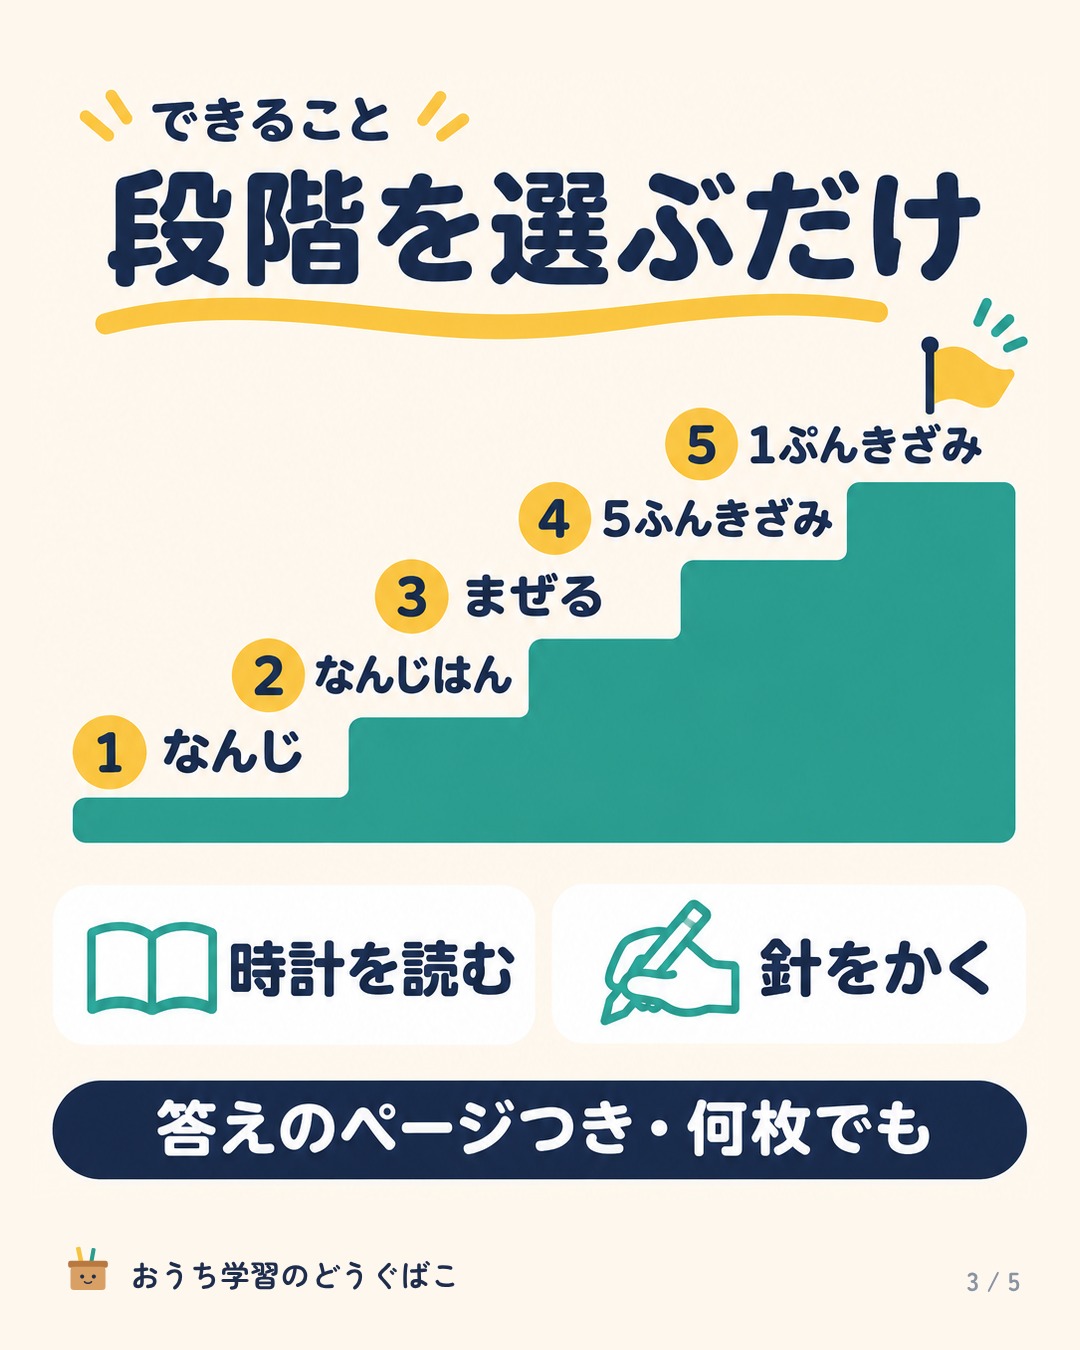 できること
段階を選ぶだけ
5 1ぷんきざみ
4 5ふんきざみ
3 まぜる
2 なんじはん
1 なんじ
時計を読む
針をかく
答えのページつき・何枚でも
おうち学習のどうぐばこ
3 / 5